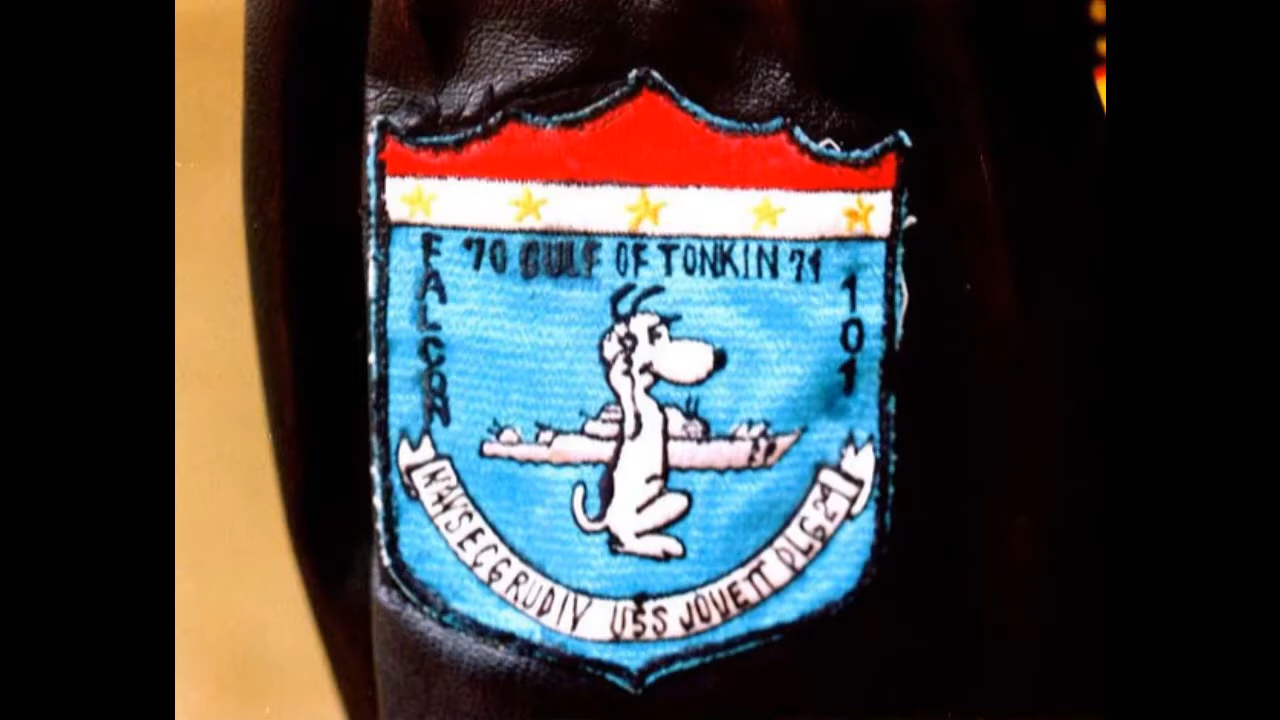 '70 GULF OF TONKIN 71
FALCON
101
NAVSECGRUDIV USS JOUETT DLG 29